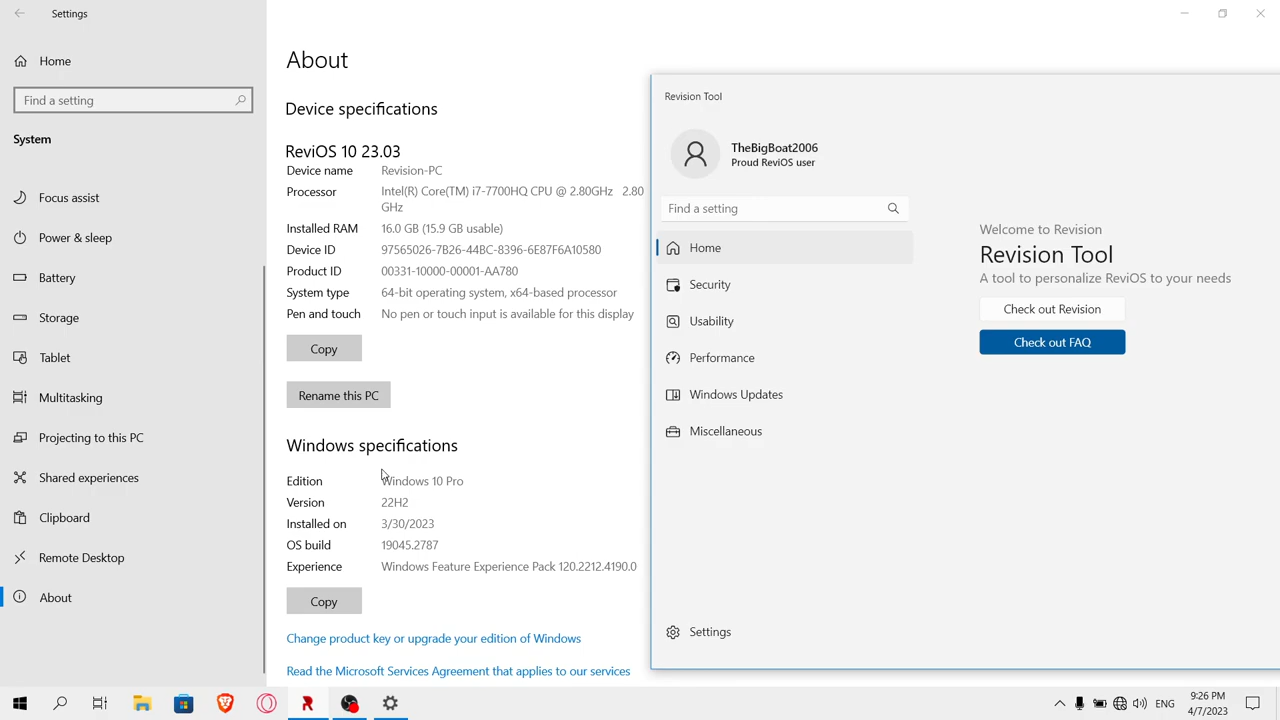 Settings
Home
Find a setting
System
Focus assist
Power & sleep
Battery
Storage
Tablet
Multitasking
Projecting to this PC
Shared experiences
Clipboard
Remote Desktop
About
About
Device specifications
ReviOS 10 23.03
Device name Revision-PC
Processor Intel(R) Core(TM) i7-7700HQ CPU @ 2.80GHz 2.80
GHz
Installed RAM 16.0 GB (15.9 GB usable)
Device ID 97565026-7B26-44BC-8396-6E87F6A10580
Product ID 00331-10000-00001-AA780
System type 64-bit operating system, x64-based processor
Pen and touch No pen or touch input is available for this display
Copy
Rename this PC
Windows specifications
Edition Windows 10 Pro
Version 22H2
Installed on 3/30/2023
OS build 19045.2787
Experience Windows Feature Experience Pack 120.2212.4190.0
Copy
Change product key or upgrade your edition of Windows
Read the Microsoft Services Agreement that applies to our services
Revision Tool
TheBigBoat2006
Proud ReviOS user
Find a setting
Home
Security
Usability
Performance
Windows Updates
Miscellaneous
Settings
Welcome to Revision
Revision Tool
A tool to personalize ReviOS to your needs
Check out Revision
Check out FAQ
ENG
9:26 PM
4/7/2023